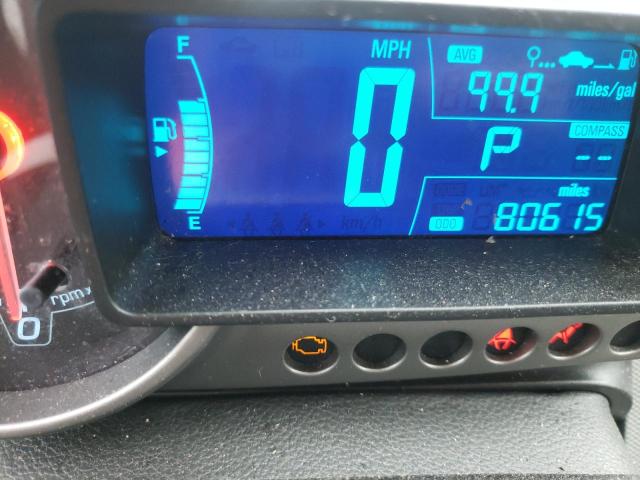 F
MPH
AVG
99.9
miles/gal
0
P
COMPASS
--
E
km/h
miles
ODO
80615
rpm x
0